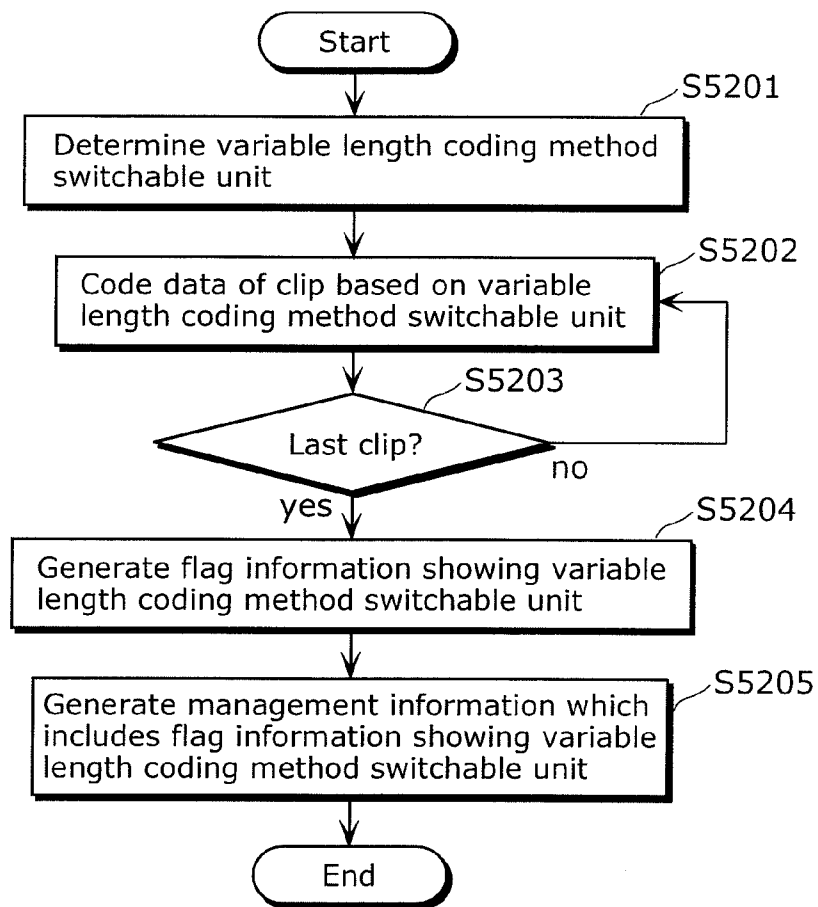 Start
S5201
Determine variable length coding method
switchable unit
S5202
Code data of clip based on variable
length coding method switchable unit
S5203
Last clip?
no
yes
S5204
Generate flag information showing variable
length coding method switchable unit
S5205
Generate management information which
includes flag information showing variable
length coding method switchable unit
End